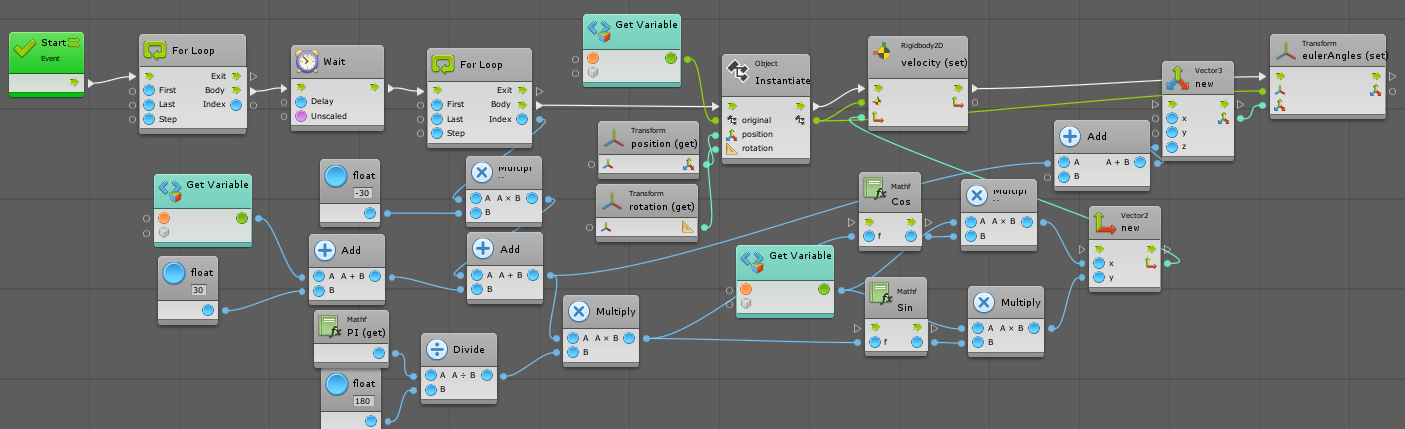 Start
Event
For Loop
Exit
First
Body
Last
Index
Step
Wait
Delay
Unscaled
For Loop
Exit
First
Body
Last
Index
Step
Get Variable
Object
Instantiate
original
position
rotation
Transform
position (get)
Transform
rotation (get)
Rigidbody2D
velocity (set)
Vector3
new
x
y
z
Transform
eulerAngles (set)
Add
A A + B
B
Get Variable
float
-30
A A × B
B
float
30
Add
A A + B
B
Add
A A + B
B
Mathf
PI (get)
float
180
Divide
A A ÷ B
B
Multiply
A A × B
B
Get Variable
Mathf
Cos
f
Mathf
Sin
f
A A × B
B
Multiply
A A × B
B
Vector2
new
x
y